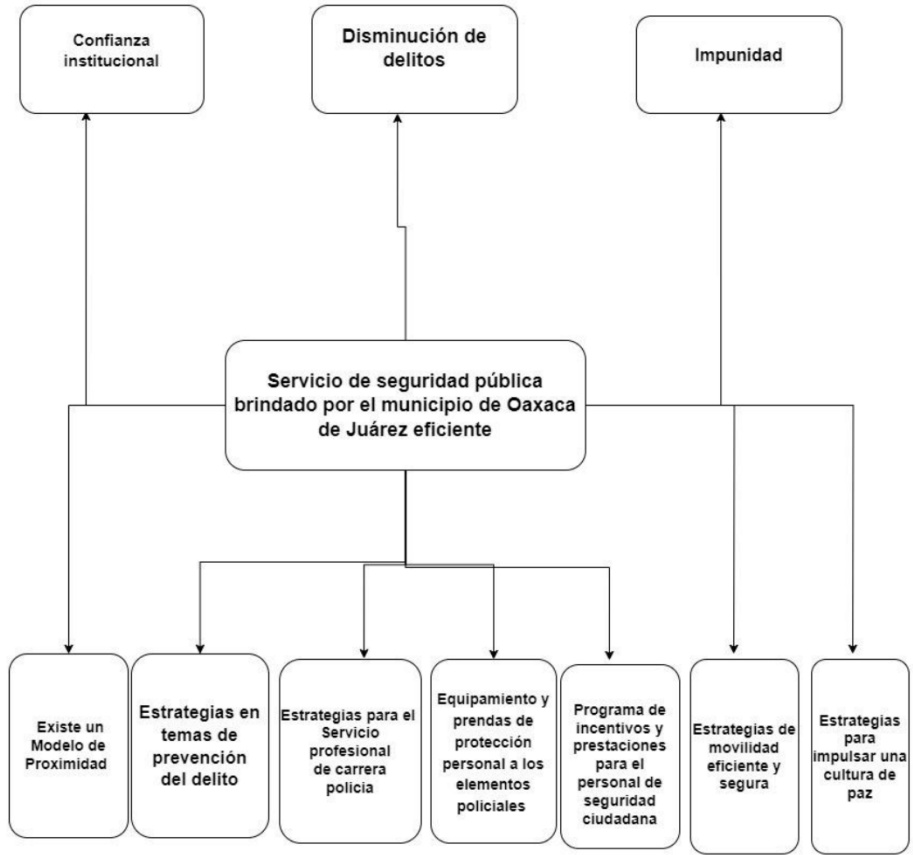 Confianza
institucional
Disminución de
delitos
Impunidad
Servicio de seguridad pública
brindado por el municipio de Oaxaca
de Juárez eficiente
Existe un
Modelo de
Proximidad
Estrategias en
temas de
prevención
del delito
Estrategias para el
Servicio
profesional
de carrera
policia
Equipamiento y
prendas de
protección
personal a los
elementos
policiales
Programa de
incentivos y
prestaciones
para el
personal de
seguridad
ciudadana
Estrategias de
movilidad
eficiente y
segura
Estrategias
para
impulsar una
cultura de
paz